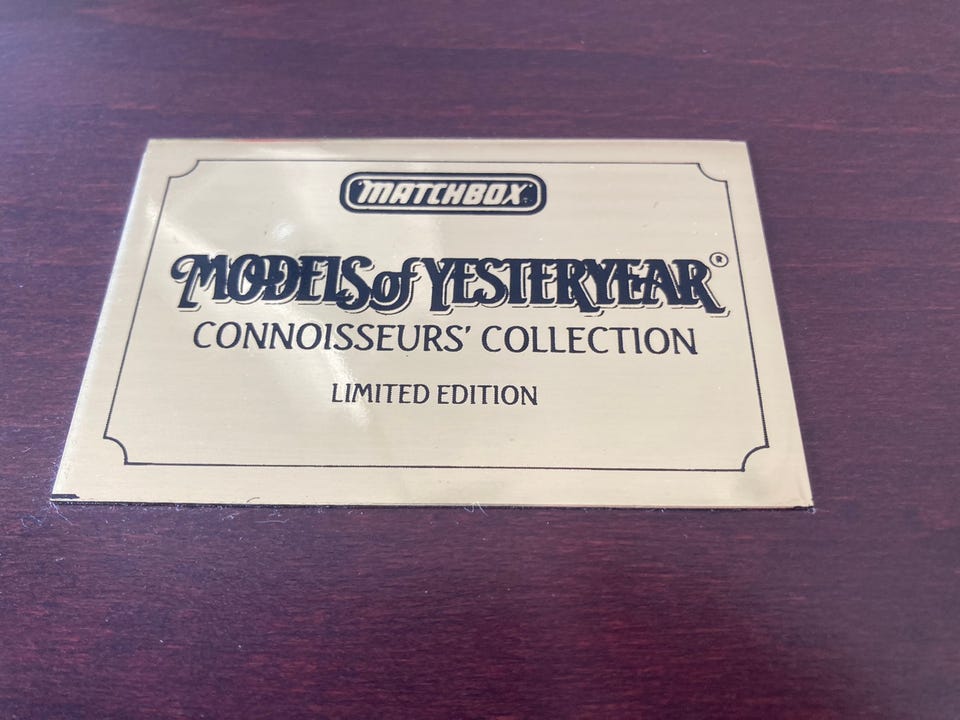 MATCHBOX
MODELS of YESTERYEAR®
CONNOISSEURS' COLLECTION
LIMITED EDITION